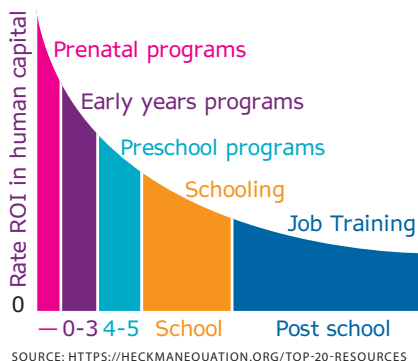 Rate ROI in human capital
Prenatal programs
Early years programs
Preschool programs
Schooling
Job Training
0
— 0-3 4-5 School Post school
SOURCE: HTTPS://HECKMANEQUATION.ORG/TOP-20-RESOURCES